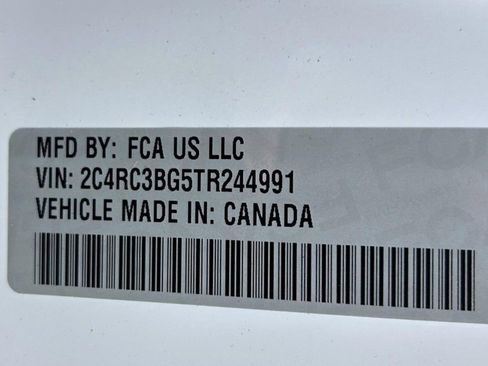 MFD BY: FCA US LLC
VIN: 2C4RC3BG5TR244991
VEHICLE MADE IN: CANADA